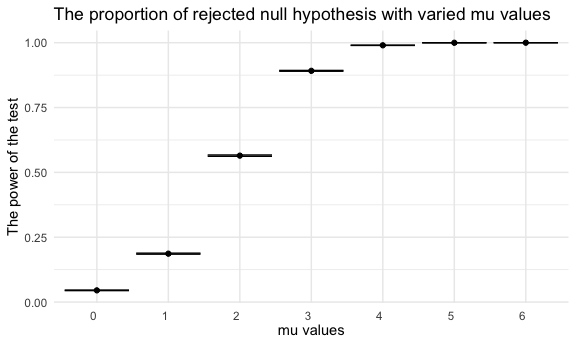 The proportion of rejected null hypothesis with varied mu values
The power of the test
1.00
0.75
0.50
0.25
0.00
0 1 2 3 4 5 6
mu values